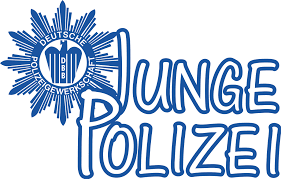 DEUTSCHE
DBB
POLIZEIGEWERKSCHAFT
JUNGE
POLIZEI